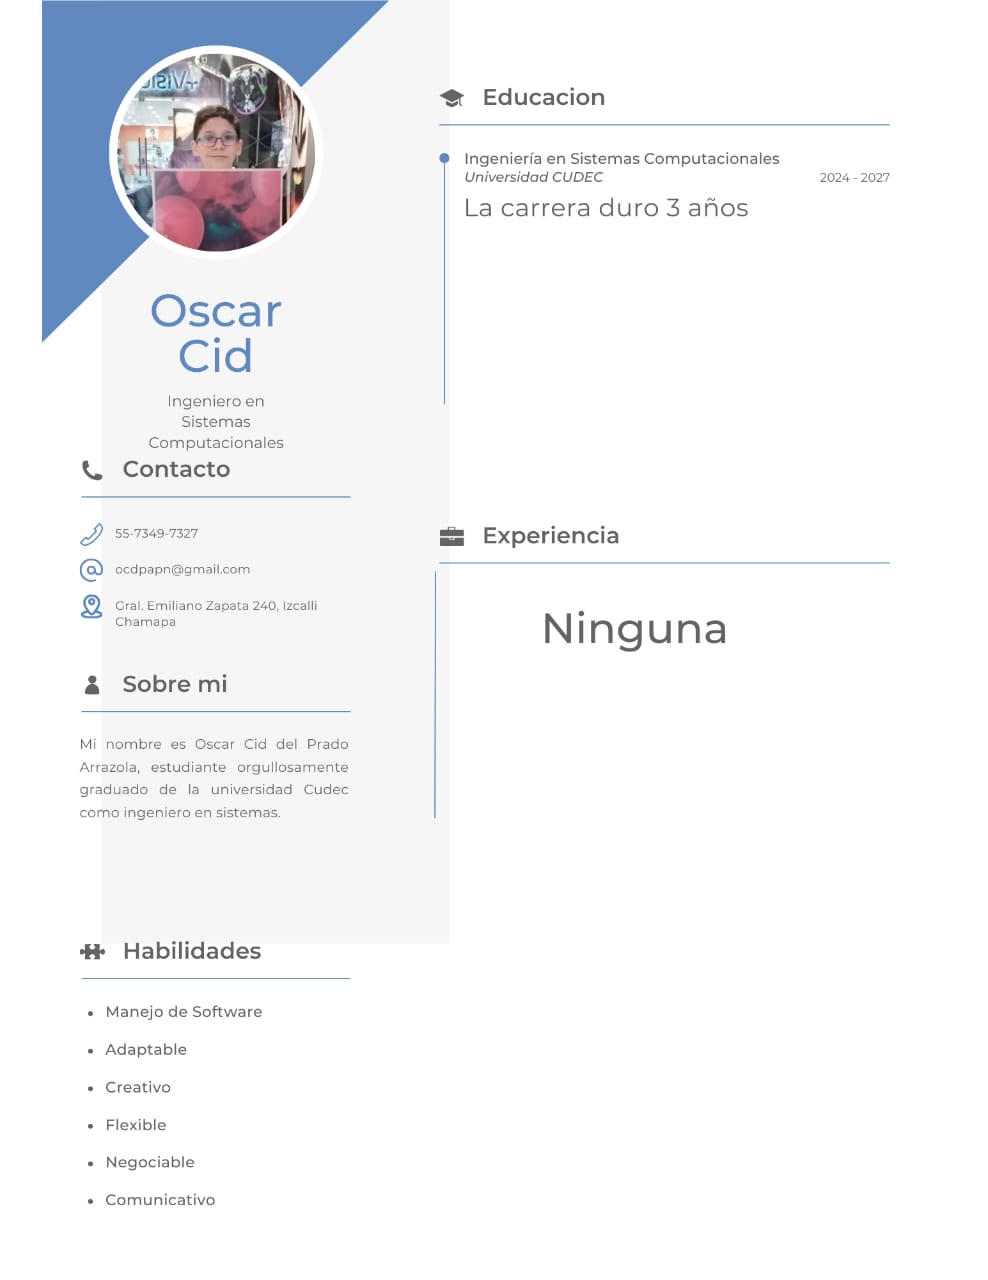 Oscar
Cid
Ingeniero en
Sistemas
Computacionales
Contacto
55-7349-7327
ocdpapn@gmail.com
Gral. Emiliano Zapata 240, Izcalli
Chamapa
Sobre mi
Mi nombre es Oscar Cid del Prado
Arrazola, estudiante orgullosamente
graduado de la universidad Cudec
como ingeniero en sistemas.
Habilidades
Manejo de Software
Adaptable
Creativo
Flexible
Negociable
Comunicativo
Educacion
Ingeniería en Sistemas Computacionales
Universidad CUDEC 2024 - 2027
La carrera duro 3 años
Experiencia
Ninguna